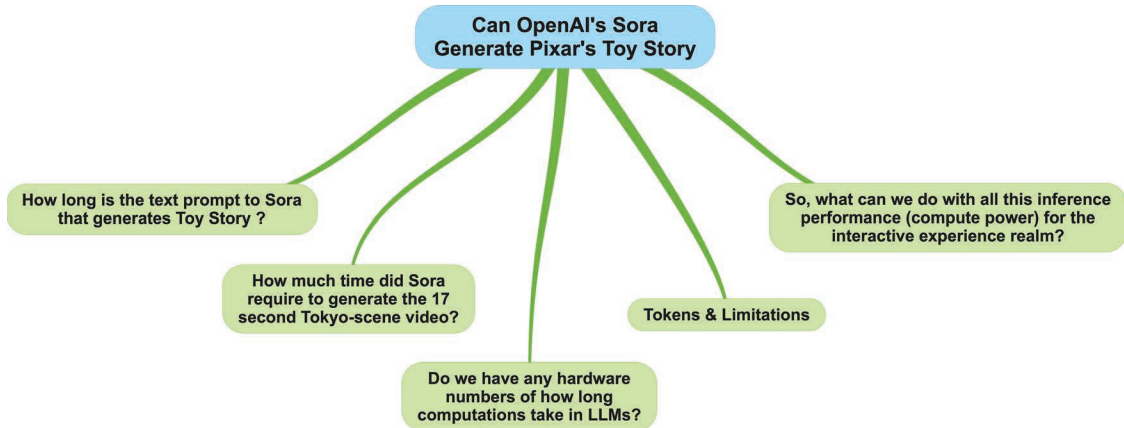 Can OpenAI's Sora
Generate Pixar's Toy Story
How long is the text prompt to Sora
that generates Toy Story ?
How much time did Sora
require to generate the 17
second Tokyo-scene video?
Do we have any hardware
numbers of how long
computations take in LLMs?
Tokens & Limitations
So, what can we do with all this inference
performance (compute power) for the
interactive experience realm?